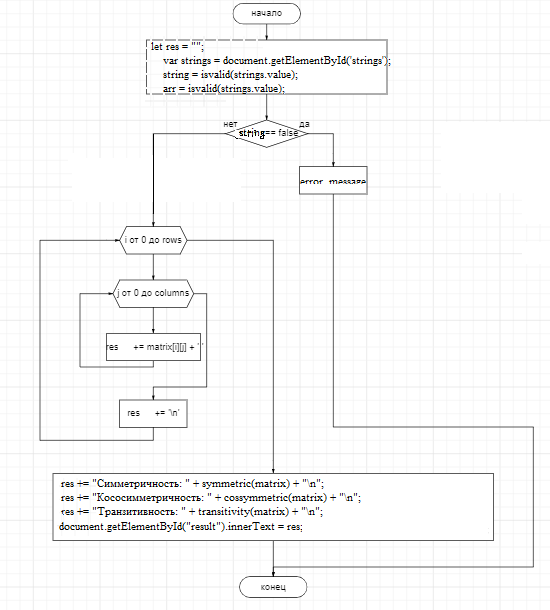 начало
let res = "";
var strings = document.getElementById('strings');
string = isvalid(strings.value);
arr = isvalid(strings.value);
нет
да
string== false
error message
i от 0 до rows
j от 0 до columns
res += matrix[i][j] + ' '
res += '\n'
res += "Симметричность: " + symmetric(matrix) + "\n";
res += "Кососимметричность: " + cossymmetric(matrix) + "\n";
res += "Транзитивность: " + transitivity(matrix) + "\n";
document.getElementById("result").innerText = res;
конец